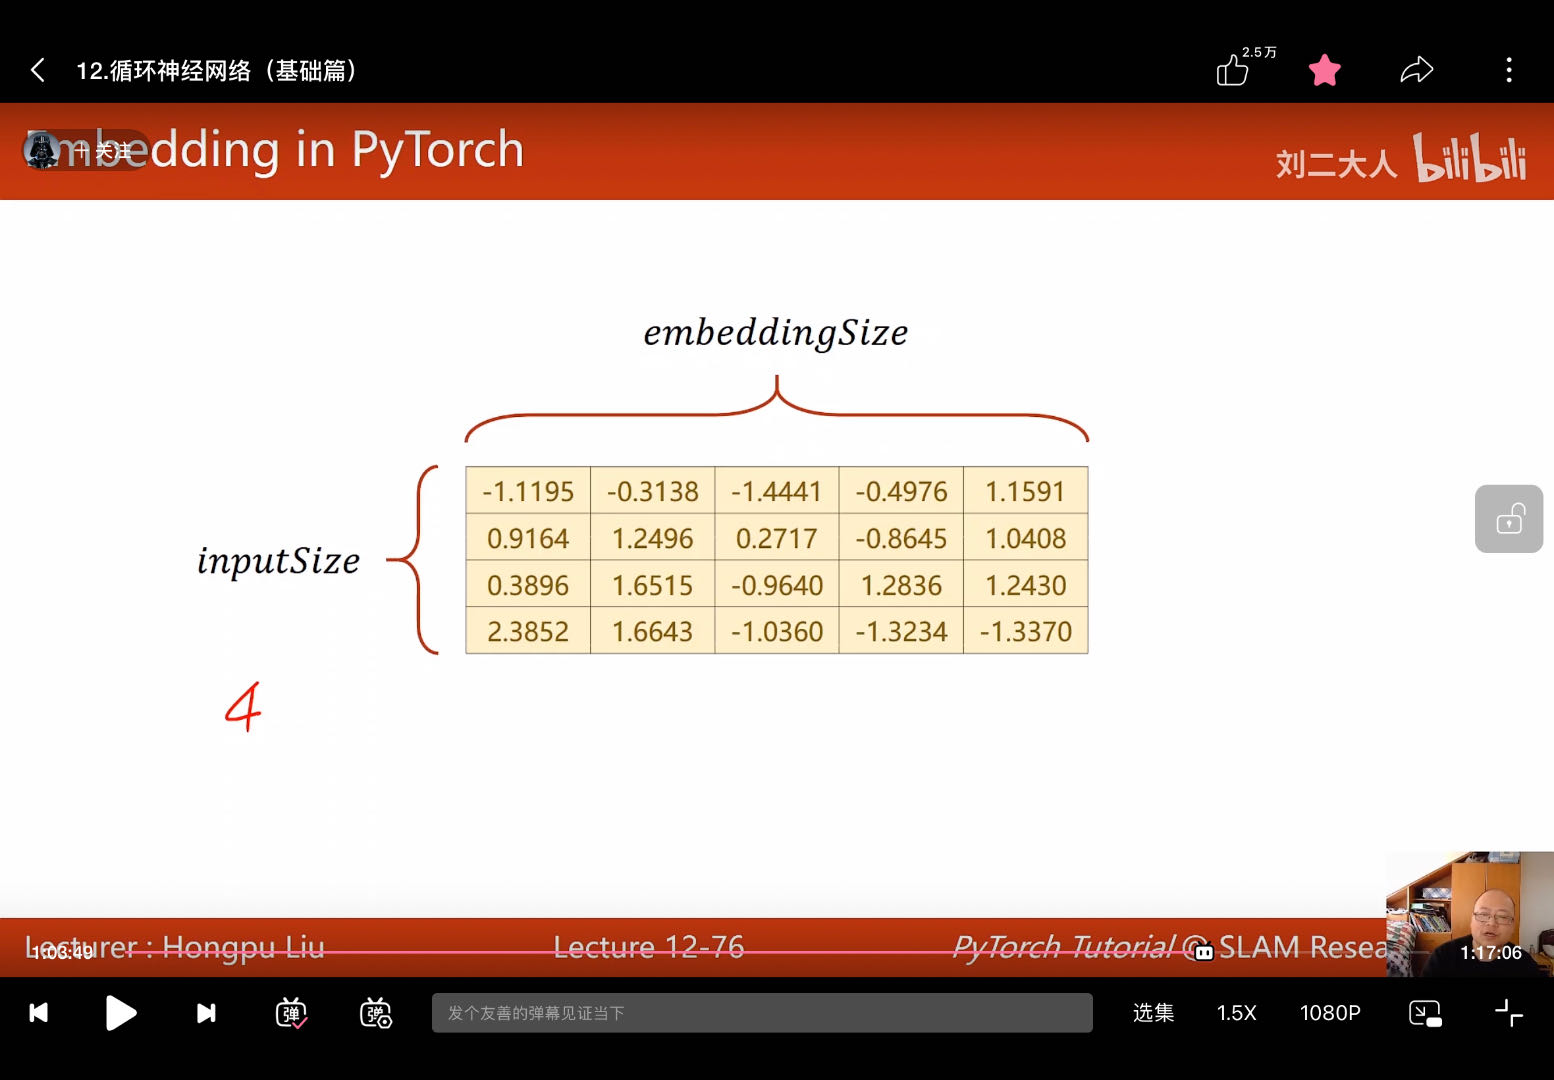 12.循环神经网络（基础篇）
2.5万
Embedding in PyTorch
+ 关注
刘二大人 bilibili
embeddingSize
inputSize
-1.1195 -0.3138 -1.4441 -0.4976 1.1591
0.9164 1.2496 0.2717 -0.8645 1.0408
0.3896 1.6515 -0.9640 1.2836 1.2430
2.3852 1.6643 -1.0360 -1.3234 -1.3370
4
Lecturer : Hongpu Liu
Lecture 12-76
PyTorch Tutorial @ SLAM Resea
1:03:49
1:17:06
弹
弹
发个友善的弹幕见证当下
选集
1.5X
1080P